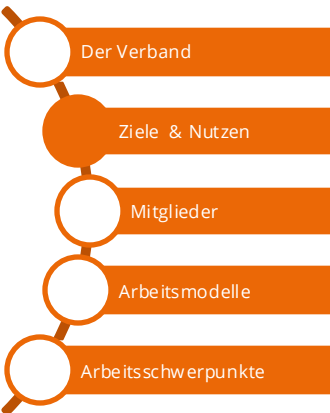 Der Verband
Ziele & Nutzen
Mitglieder
Arbeitsmodelle
Arbeitsschwerpunkte